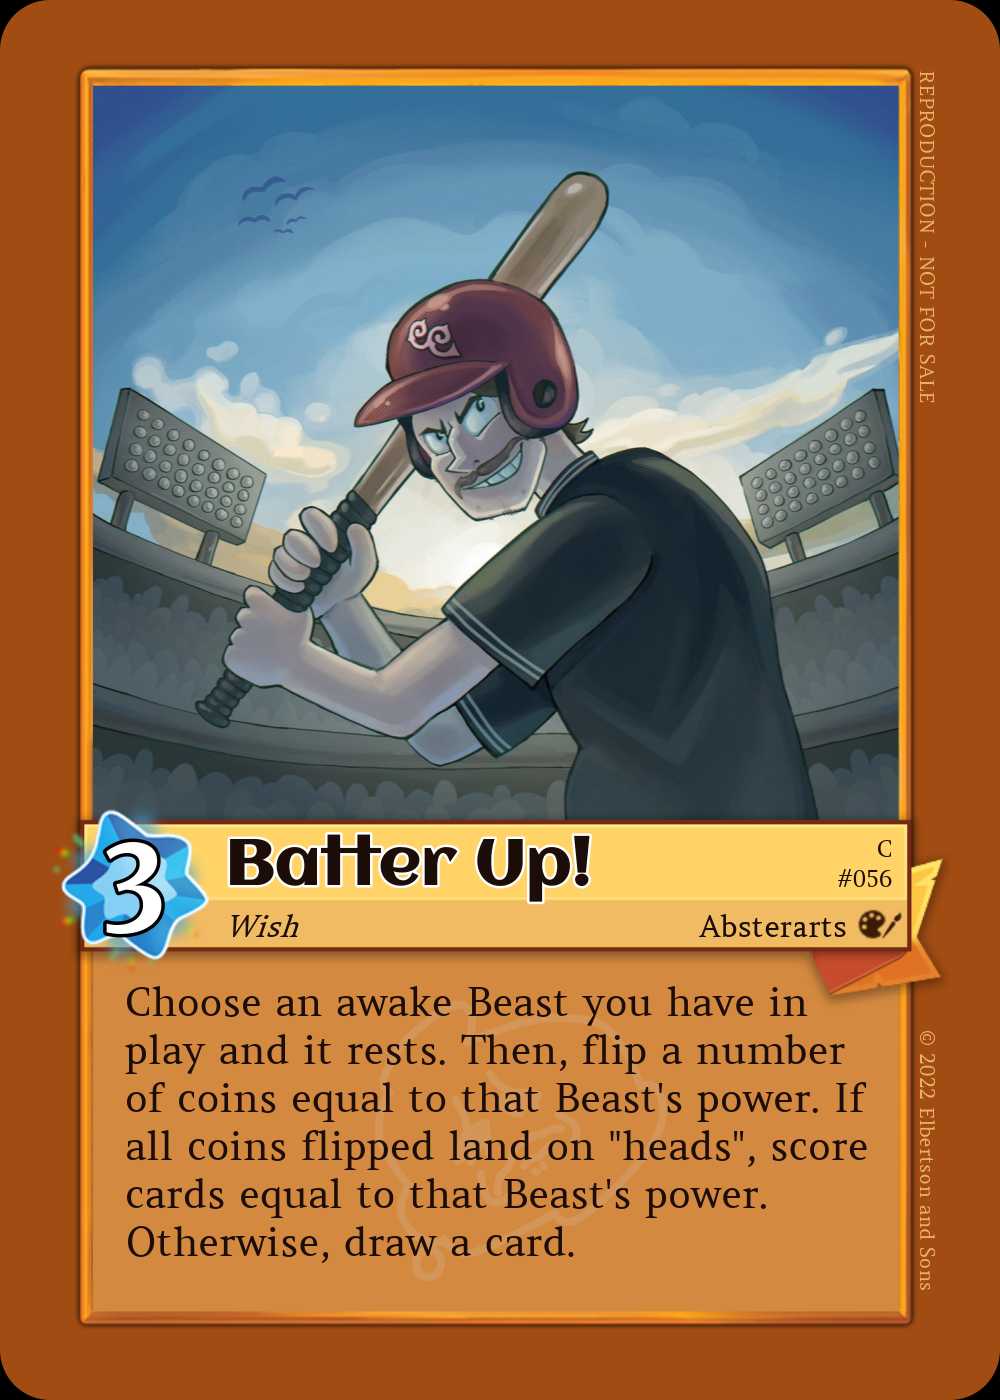 REPRODUCTION - NOT FOR SALE
3
Batter Up!
C
#056
Wish
Absterarts
Choose an awake Beast you have in
play and it rests. Then, flip a number
of coins equal to that Beast's power. If
all coins flipped land on "heads", score
cards equal to that Beast's power.
Otherwise, draw a card.
© 2022 Elbertson and Sons